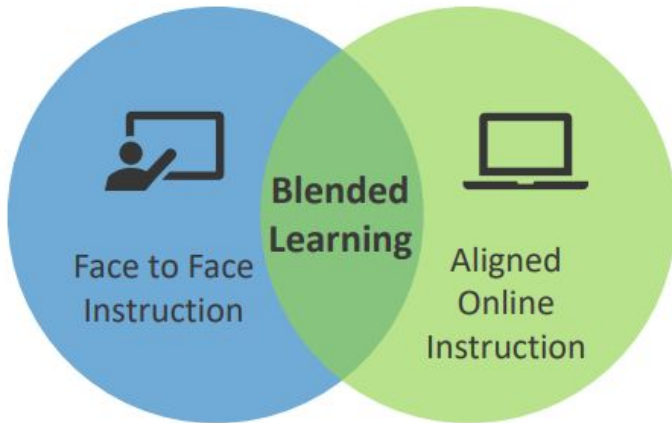 Face to Face
Instruction
Blended
Learning
Aligned
Online
Instruction